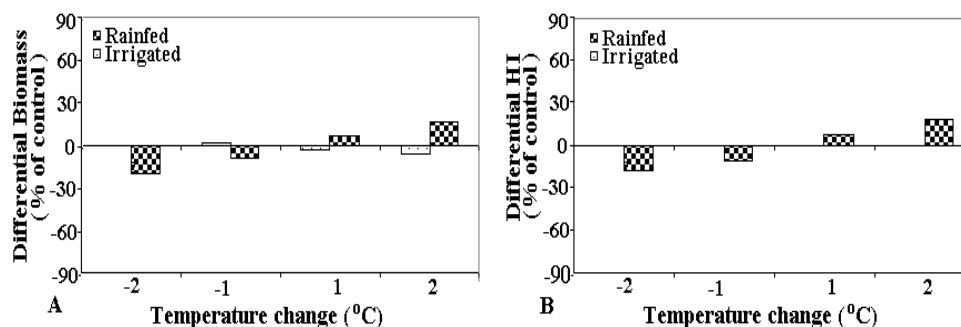 Differential Biomass
(% of control)
90
60
30
0
-30
-60
-90
Rainfed
Irrigated
-2 -1 1 2
A
Temperature change (°C)
Differential HI
(% of control)
90
60
30
0
-30
-60
-90
Rainfed
Irrigated
-2 -1 1 2
B
Temperature change (°C)